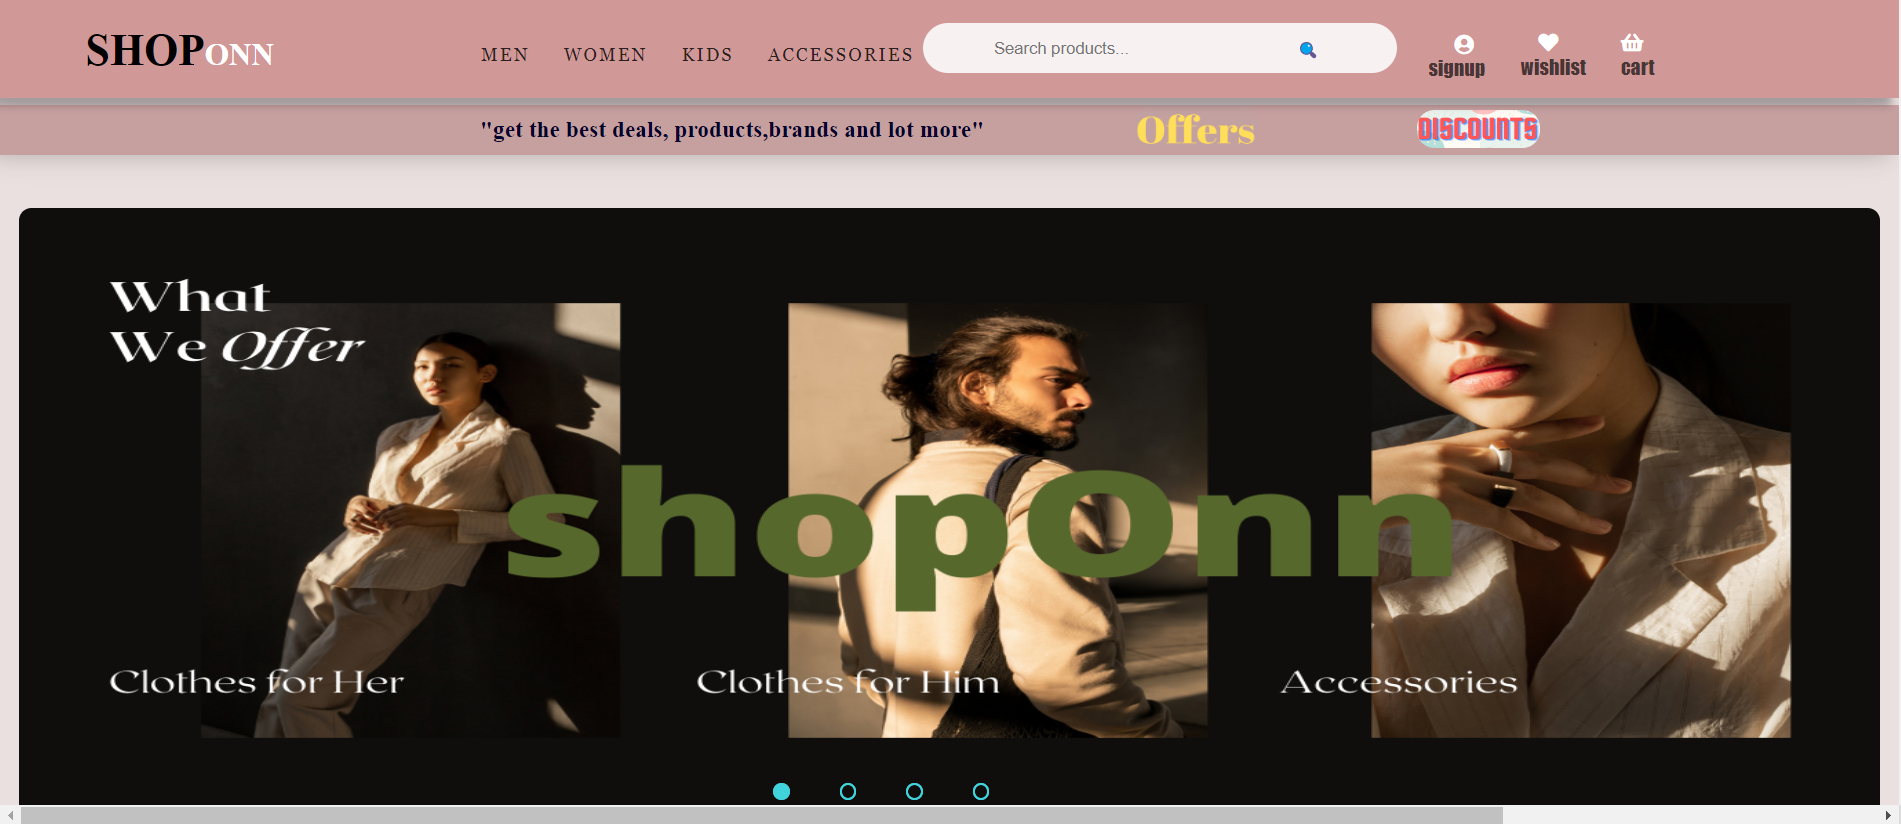 SHOPONN
MEN WOMEN KIDS ACCESSORIES
Search products...
signup wishlist cart
"get the best deals, products,brands and lot more"
Offers
DISCOUNTS
What
We Offer
shopOnn
Clothes for Her
Clothes for Him
Accessories